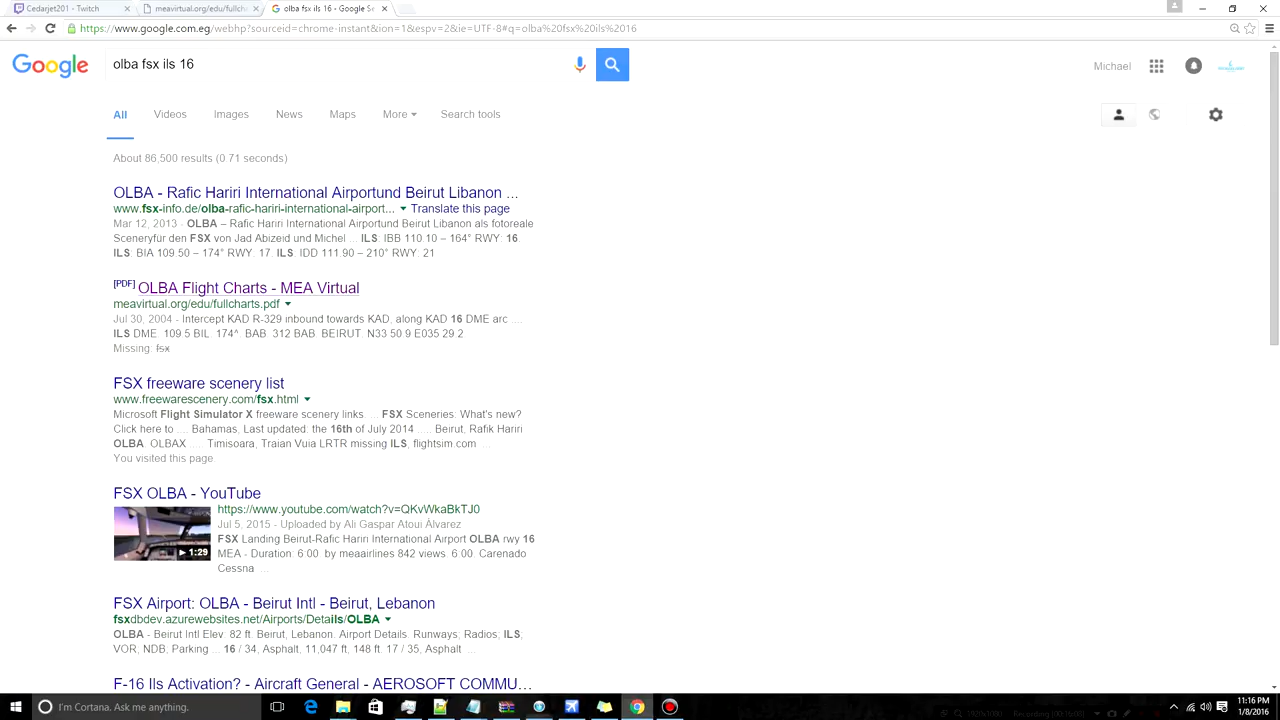 Cedarjet201 - Twitch
meavirtual.org/edu/fullch
olba fsx ils 16 - Google Se
https://www.google.com.eg/webhp?sourceid=chrome-instant&ion=1&espv=2&ie=UTF-8#q=olba%20fsx%20ils%2016
Google
olba fsx ils 16
Michael
All
Videos
Images
News
Maps
More
Search tools
About 86,500 results (0 71 seconds)
OLBA - Rafic Hariri International Airportund Beirut Libanon ...
www.fsx-info.de/olba-rafic-hariri-international-airport... Translate this page
Mar 12, 2013 - OLBA – Rafic Hariri International Airportund Beirut Libanon als fotoreale
Sceneryfür den FSX von Jad Abizeid und Michel ... ILS: IBB 110.10 – 164° RWY: 16.
ILS: BIA 109.50 – 174° RWY. 17. ILS. IDD 111.90 – 210° RWY. 21
[PDF] OLBA Flight Charts - MEA Virtual
meavirtual.org/edu/fullcharts.pdf
Jul 30, 2004 - Intercept KAD R-329 inbound towards KAD. along KAD 16 DME arc ....
ILS DME. 109 5 BIL. 174^. BAB. 312 BAB. BEIRUT. N33 50.9 E035 29 2
Missing: fsx
FSX freeware scenery list
www.freewarescenery.com/fsx.html
Microsoft Flight Simulator X freeware scenery links. ... FSX Sceneries: What's new?
Click here to .... Bahamas, Last updated: the 16th of July 2014 ..... Beirut, Rafik Hariri
OLBA OLBAX .... Timisoara, Traian Vuia LRTR missing ILS, flightsim.com ...
You visited this page.
FSX OLBA - YouTube
https://www.youtube.com/watch?v=QKvWkaBkTJ0
Jul 5, 2015 - Uploaded by Ali Gaspar Atoui Álvarez
FSX Landing Beirut-Rafic Hariri International Airport OLBA rwy 16
MEA - Duration: 6:00 by meaairlines 842 views. 6:00 Carenado
Cessna ...
1:29
FSX Airport: OLBA - Beirut Intl - Beirut, Lebanon
fsxdbdev.azurewebsites.net/Airports/Details/OLBA
OLBA - Beirut Intl Elev: 82 ft. Beirut, Lebanon. Airport Details. Runways; Radios; ILS;
VOR, NDB, Parking ... 16 / 34, Asphalt, 11,047 ft, 148 ft. 17 / 35, Asphalt ...
F-16 Ils Activation? - Aircraft General - AEROSOFT COMMU...
I'm Cortana. Ask me anything.
11:16 PM
1/8/2016